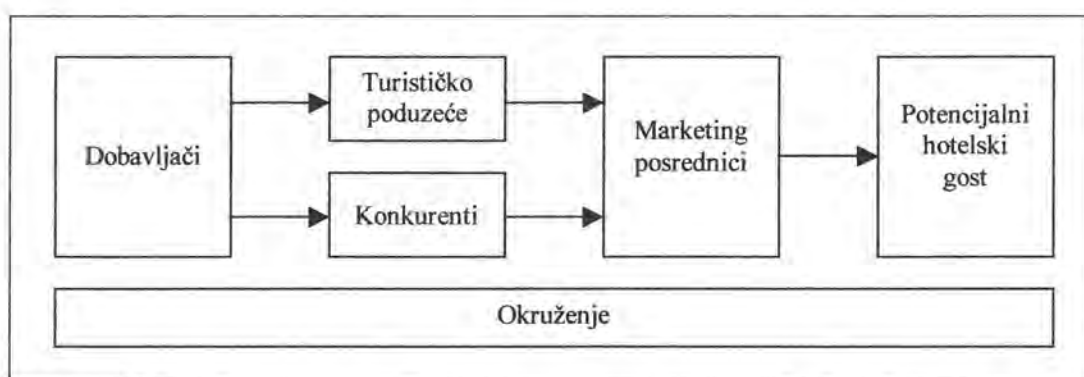 Dobavljači
Turističko
poduzeće
Konkurenti
Marketing
posrednici
Potencijalni
hotelski
gost
Okruženje